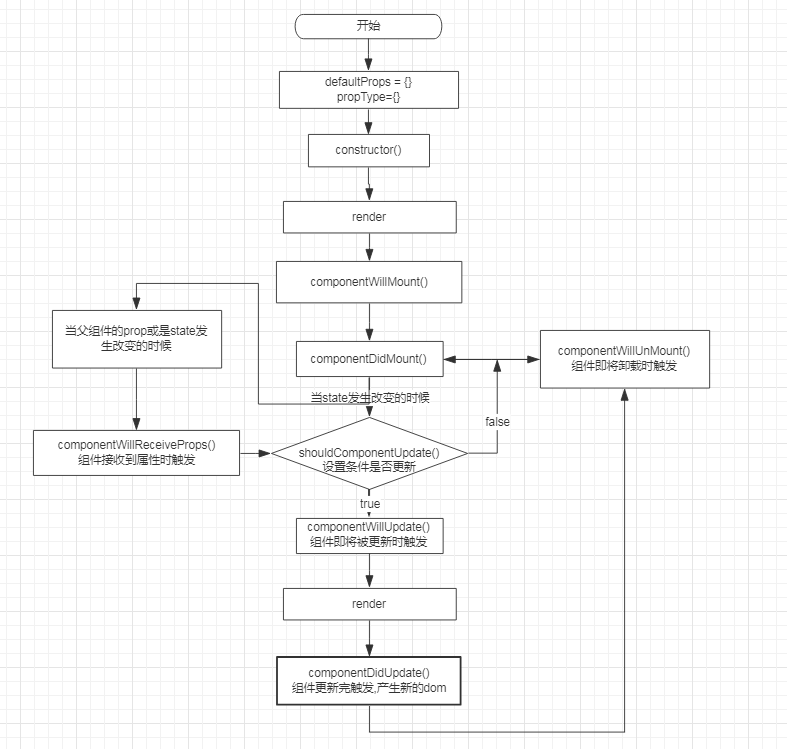 开始
defaultProps = {}
propType={}
constructor()
render
componentWillMount()
当父组件的prop或是state发
生改变的时候
componentDidMount()
componentWillUnMount()
组件即将卸载时触发
当state发生改变的时候
false
componentWillReceiveProps()
组件接收到属性时触发
shouldComponentUpdate()
设置条件是否更新
true
componentWillUpdate()
组件即将被更新时触发
render
componentDidUpdate()
组件更新完触发,产生新的dom